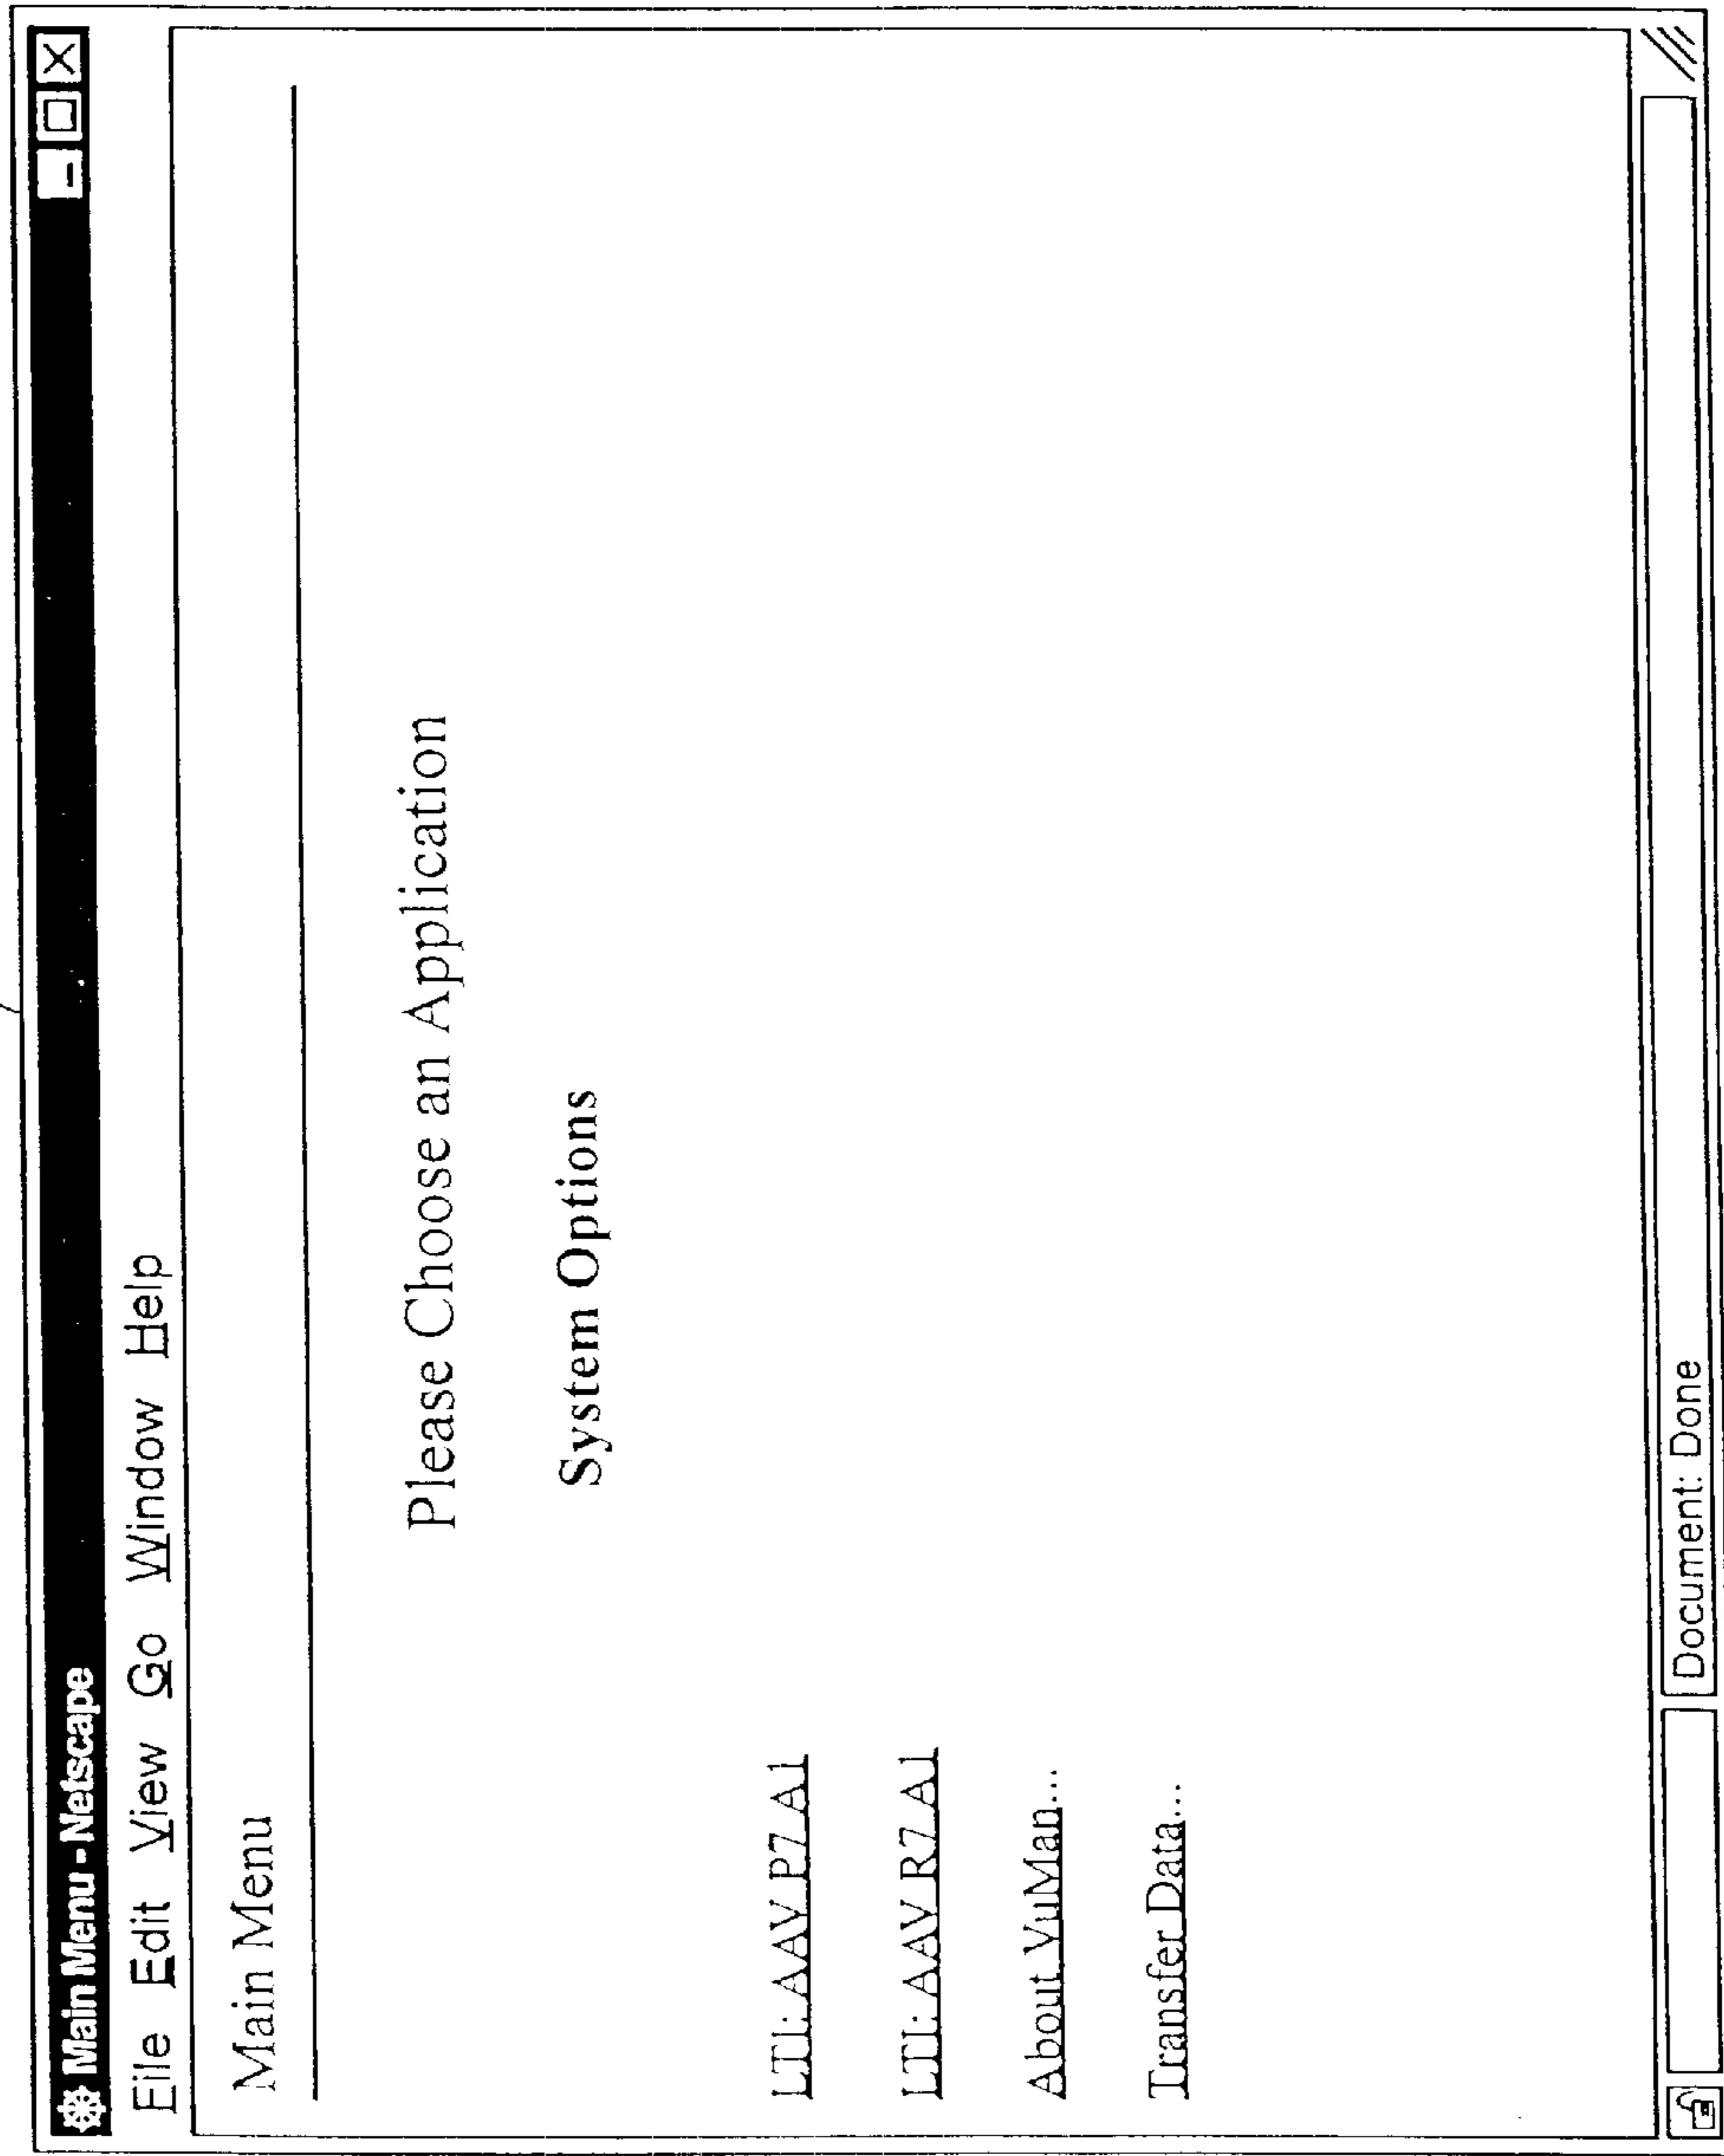 Main Menu - Netscape
File Edit View Go Window Help
Main Menu
Please Choose an Application
System Options
LTI: AAV P7 A1
LTI: AAV R7 A1
About VuMan...
Transfer Data...
Document: Done